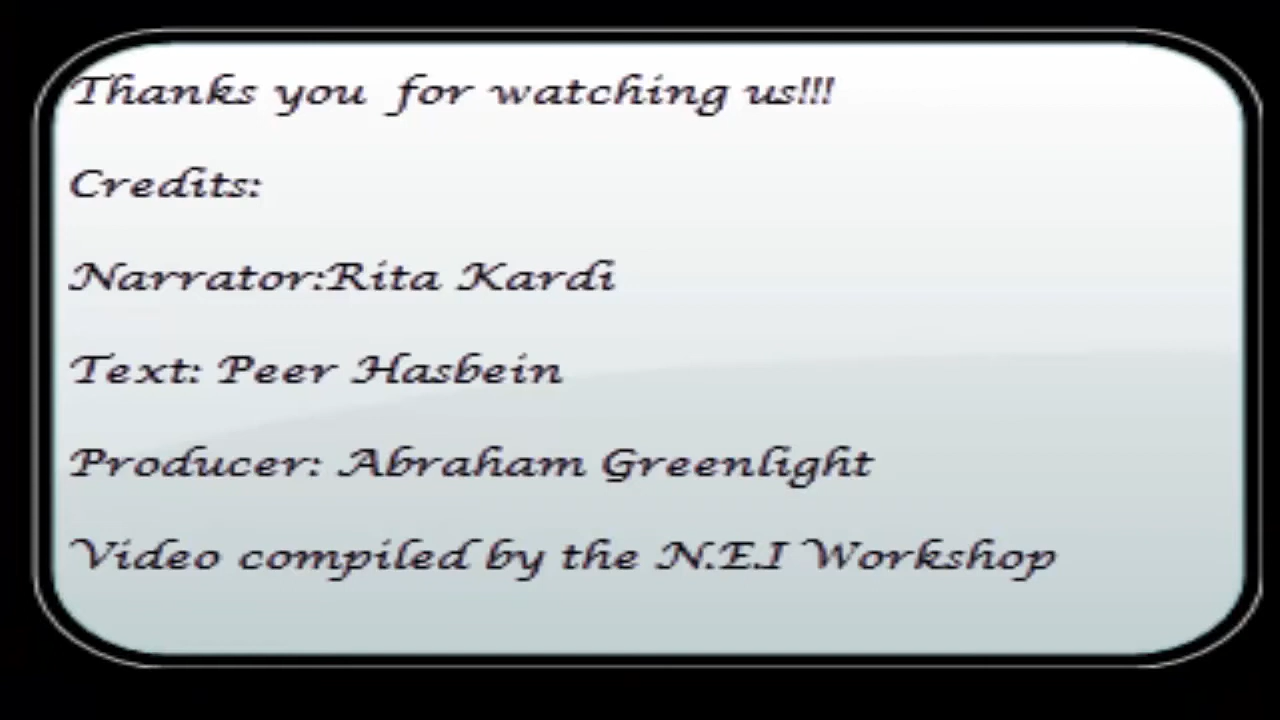 Thanks you for watching us!!!
Credits:
Narrator:Rita Kardi
Text: Peer Hasbein
Producer: Abraham Greenlight
Video compiled by the N.E.I Workshop